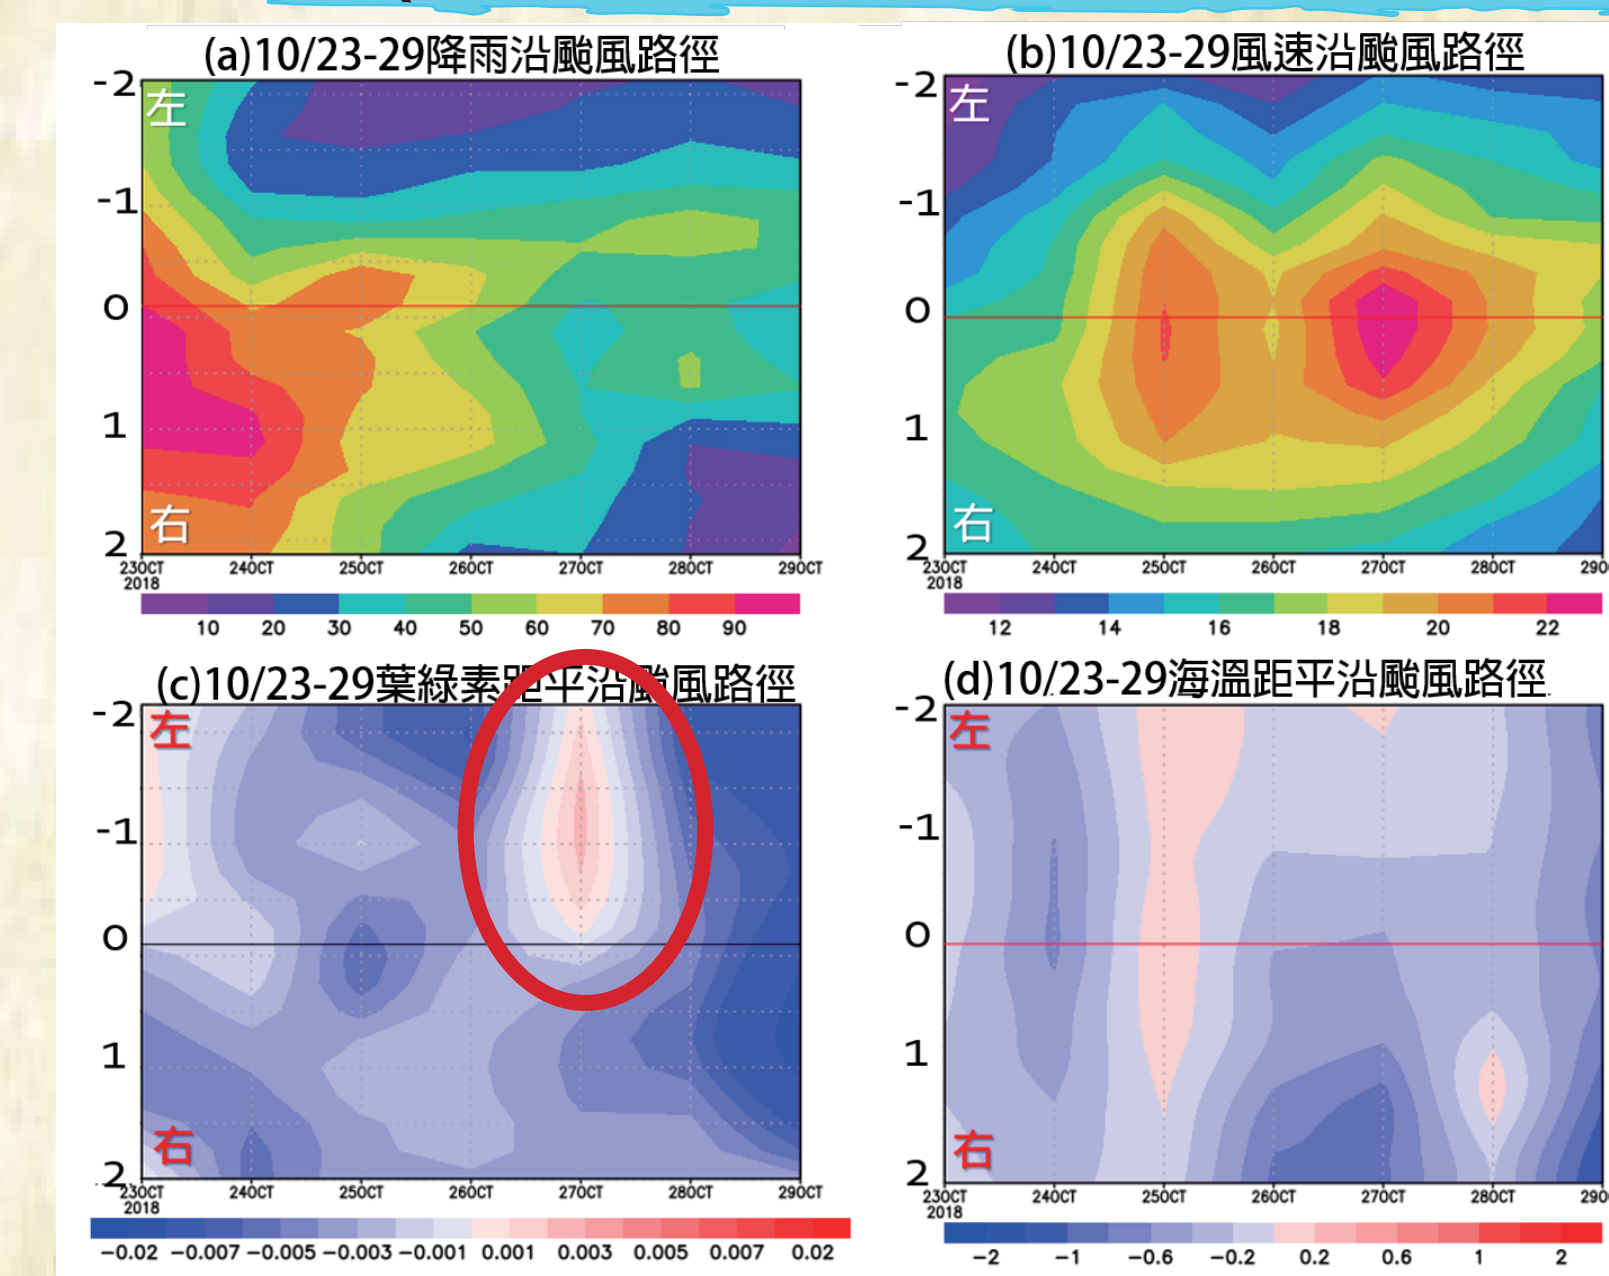 (a)10/23-29降雨沿颱風路徑
-2
左
-1
0
1
右
2
23OCT 24OCT 25OCT 26OCT 27OCT 28OCT 29OCT
2018
10 20 30 40 50 60 70 80 90
(b)10/23-29風速沿颱風路徑
-2
左
-1
0
1
右
2
23OCT 24OCT 25OCT 26OCT 27OCT 28OCT 290
2018
12 14 16 18 20 22
(c)10/23-29葉綠素距平沿颱風路徑
-2
左
-1
0
1
右
2
23OCT 24OCT 25OCT 26OCT 27OCT 28OCT 29OCT
2018
-0.02 -0.007 -0.005 -0.003 -0.001 0.001 0.003 0.005 0.007 0.02
(d)10/23-29海溫距平沿颱風路徑
-2
左
-1
0
1
右
2
23OCT 24OCT 25OCT 26OCT 27OCT 28OCT 290
2018
-2 -1 -0.6 -0.2 0.2 0.6 1 2